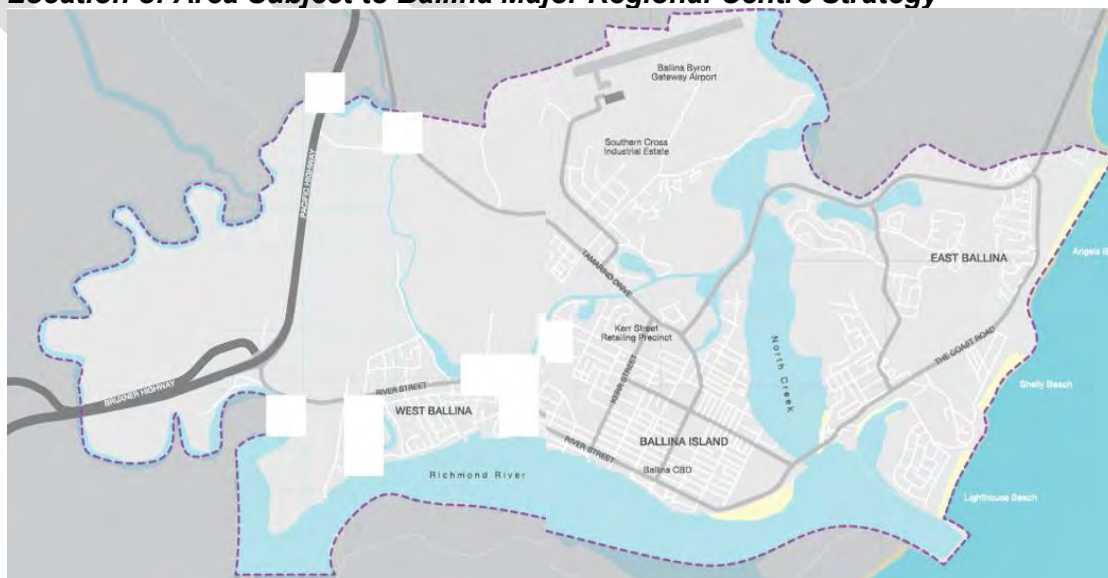 Location of Area Subject to Ballina Major Regional Centre Strategy
Ballina Byron
Gateway Airport
Southern Cross
Industrial Estate
PACIFIC HIGHWAY
TAMARIND DRIVE
EAST BALLINA
Angels B
Kerr Street
Retailing Precinct
North Creek
THE COAST ROAD
KERR STREET
Shelly Beach
BRUXNER HIGHWAY
RIVER STREET
WEST BALLINA
BALLINA ISLAND
RIVER STREET
Ballina CBD
Richmond River
Lighthouse Beach